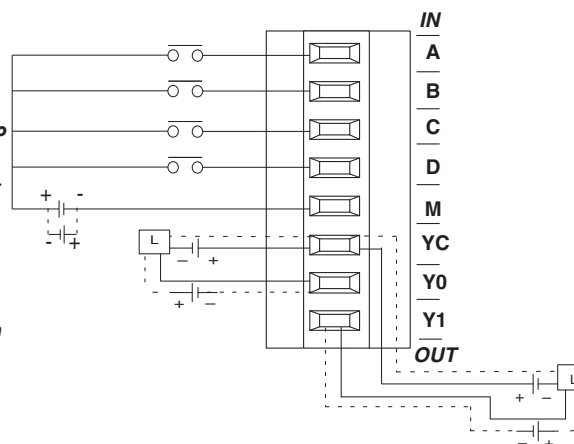 IN
A
B
C
D
+ -
M
- +
L
YC
- +
Y0
+ -
Y1
OUT
L
+ -
- +